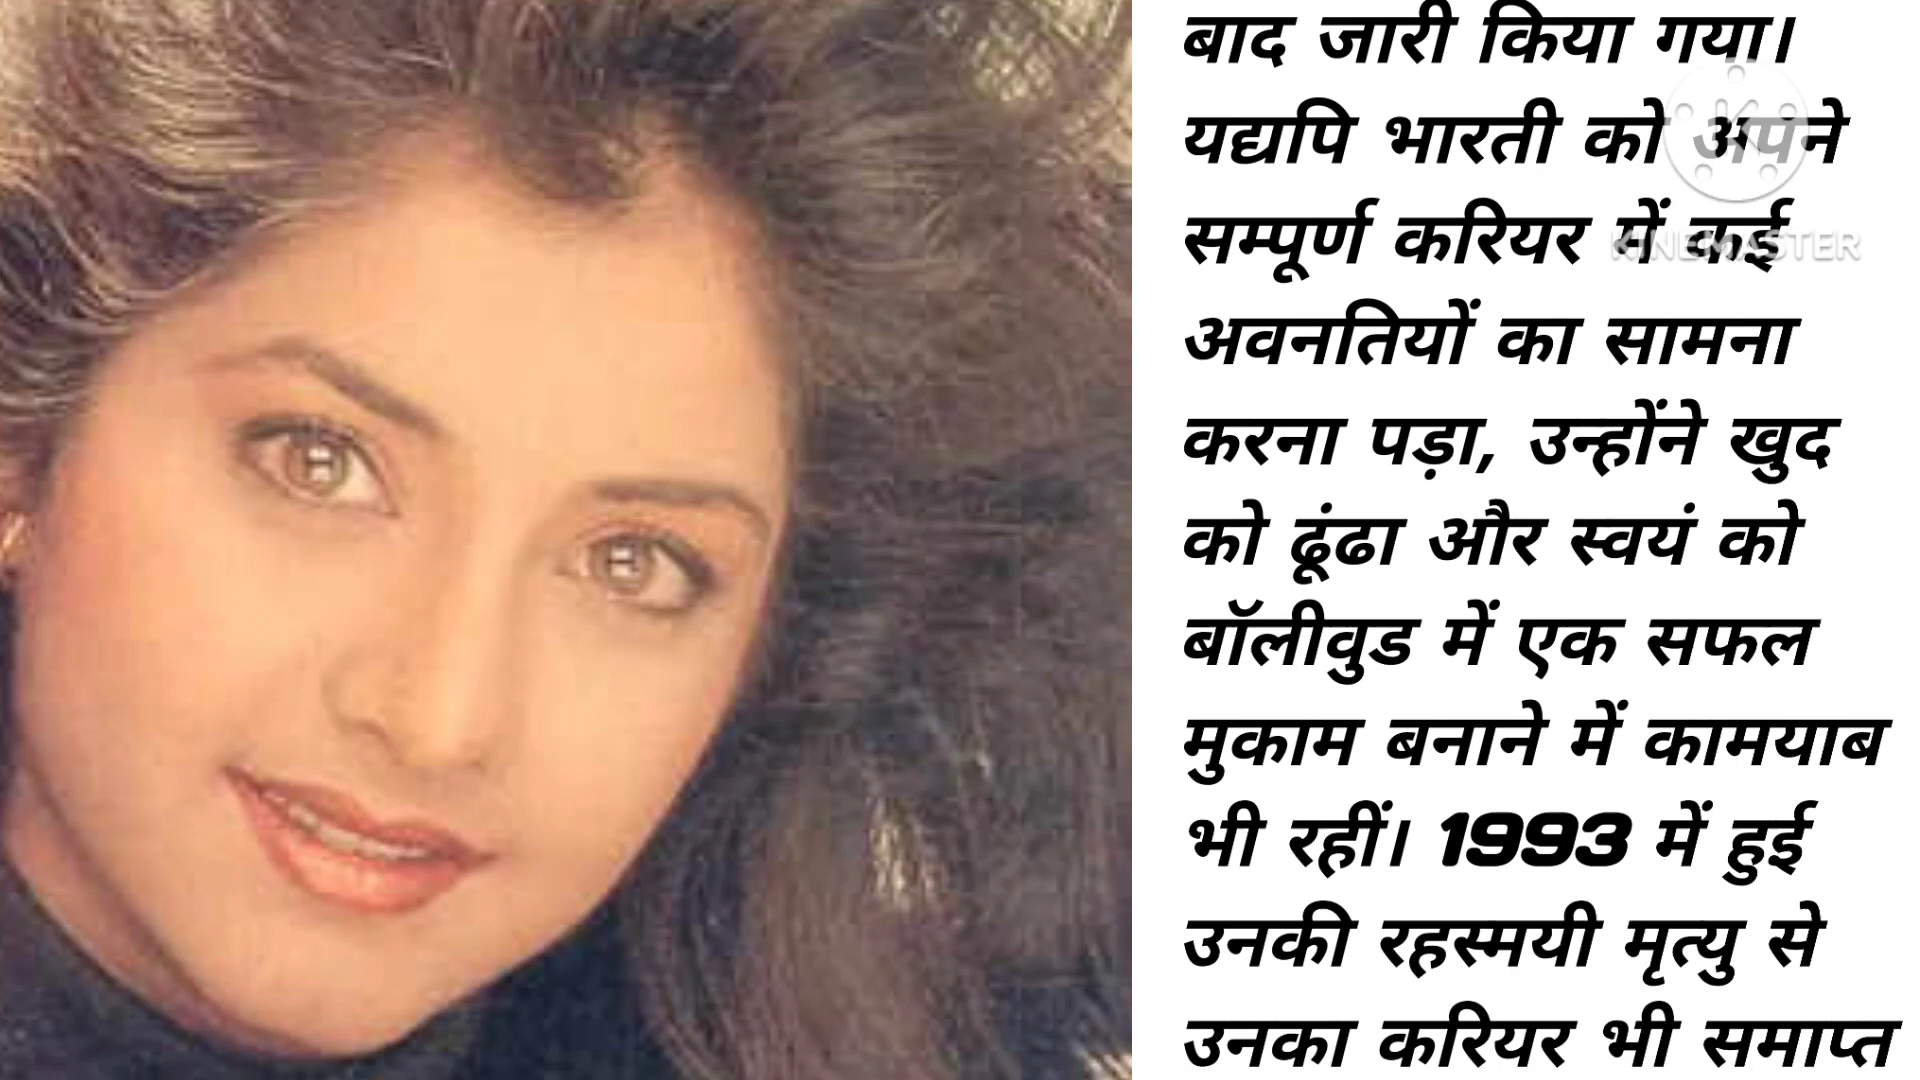 बाद जारी किया गया।
यद्यपि भारती को अपने
सम्पूर्ण करियर में कई
KINEMASTER
अवनतियों का सामना
करना पड़ा, उन्होंने खुद
को ढूंढा और स्वयं को
बॉलीवुड में एक सफल
मुकाम बनाने में कामयाब
भी रहीं। 1993 में हुई
उनकी रहस्मयी मृत्यु से
उनका करियर भी समाप्त